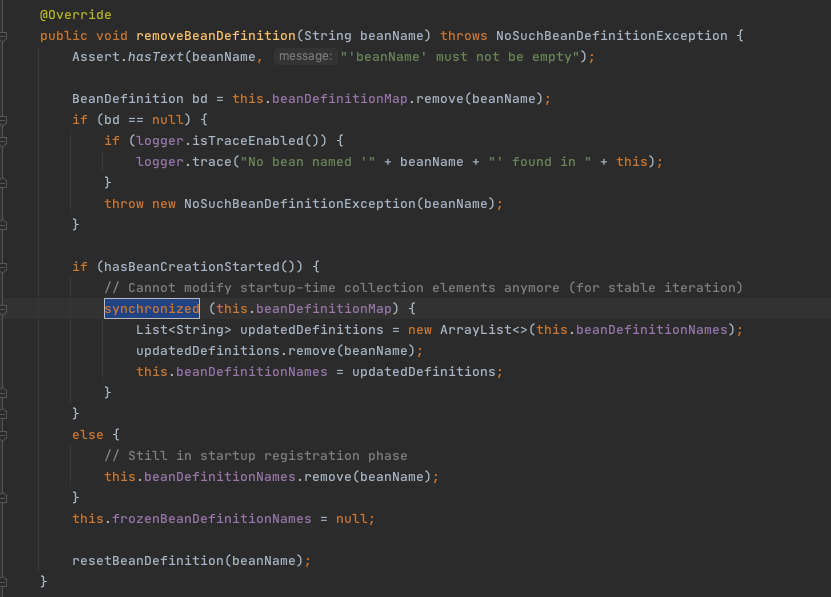 @Override
public void removeBeanDefinition(String beanName) throws NoSuchBeanDefinitionException {
Assert.hasText(beanName, message: "'beanName' must not be empty");
BeanDefinition bd = this.beanDefinitionMap.remove(beanName);
if (bd == null) {
if (logger.isTraceEnabled()) {
logger.trace("No bean named '" + beanName + "' found in " + this);
}
throw new NoSuchBeanDefinitionException(beanName);
}
if (hasBeanCreationStarted()) {
// Cannot modify startup-time collection elements anymore (for stable iteration)
synchronized (this.beanDefinitionMap) {
List<String> updatedDefinitions = new ArrayList<>(this.beanDefinitionNames);
updatedDefinitions.remove(beanName);
this.beanDefinitionNames = updatedDefinitions;
}
}
else {
// Still in startup registration phase
this.beanDefinitionNames.remove(beanName);
}
this.frozenBeanDefinitionNames = null;
resetBeanDefinition(beanName);
}